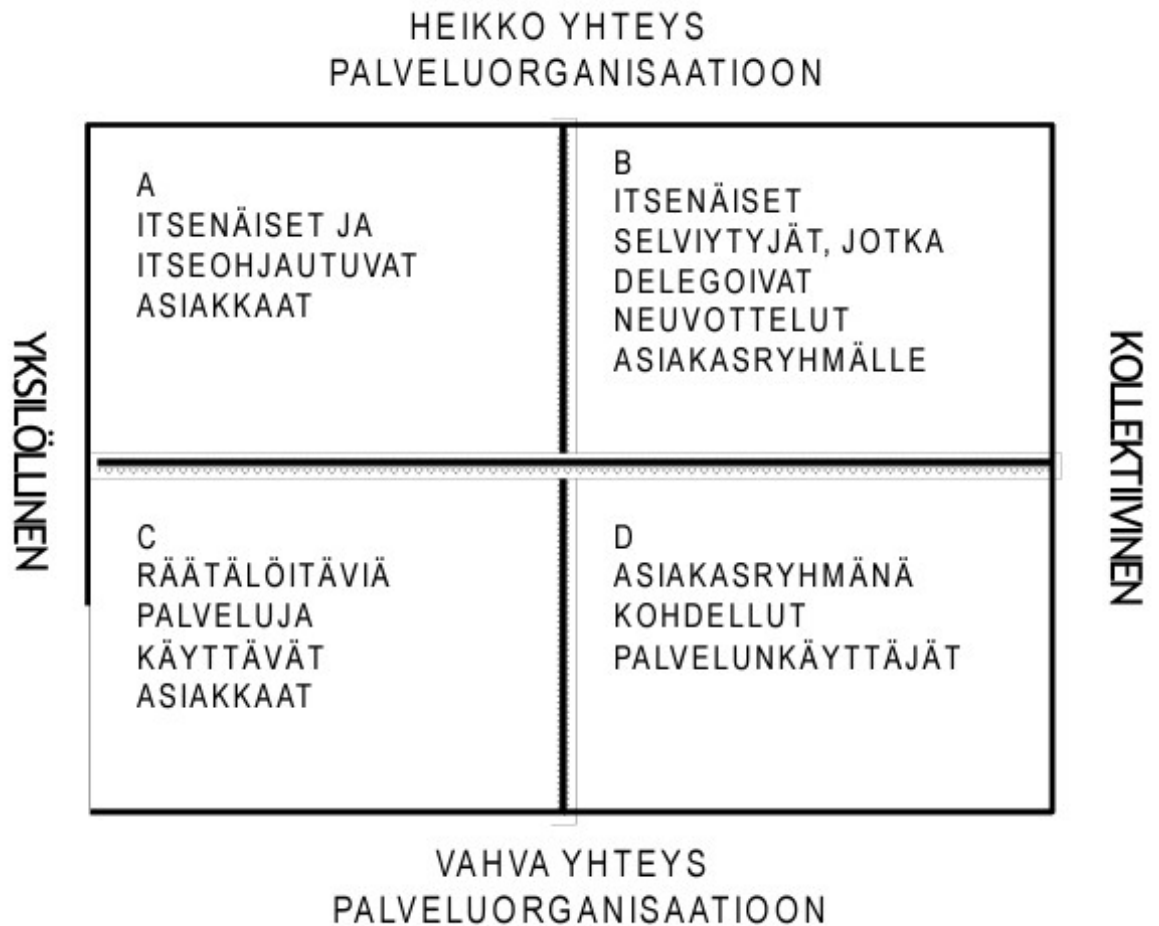 HEIKKO YHTEYS
PALVELUORGANISAATIOON
A
ITSENÄISET JA
ITSEOHJAUTUVAT
ASIAKKAAT
B
ITSENÄISET
SELVIYTYJÄT, JOTKA
DELEGOIVAT
NEUVOTTELUT
ASIAKASRYHMÄLLE
YKSILÖLLINEN
KOLLEKTIIVINEN
C
RÄÄTÄLÖITÄVIÄ
PALVELUJA
KÄYTTÄVÄT
ASIAKKAAT
D
ASIAKASRYHMÄNÄ
KOHDELLUT
PALVELUNKÄYTTÄJÄT
VAHVA YHTEYS
PALVELUORGANISAATIOON